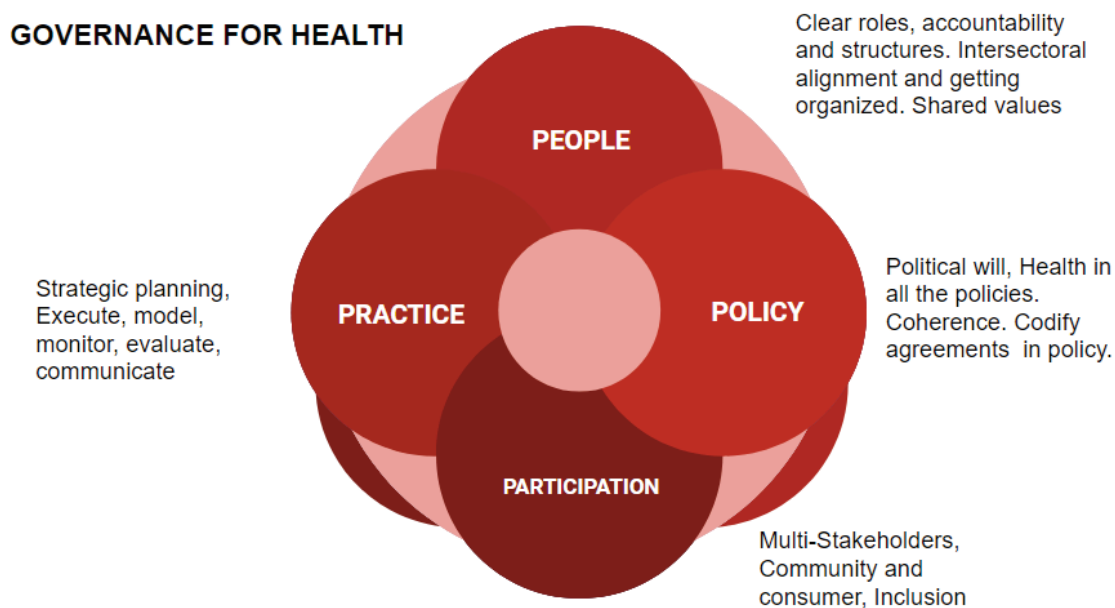 GOVERNANCE FOR HEALTH
Clear roles, accountability
and structures. Intersectoral
alignment and getting
organized. Shared values
PEOPLE
Strategic planning,
Execute, model,
monitor, evaluate,
communicate
PRACTICE
POLICY
Political will, Health in
all the policies.
Coherence. Codify
agreements in policy.
PARTICIPATION
Multi-Stakeholders,
Community and
consumer, Inclusion